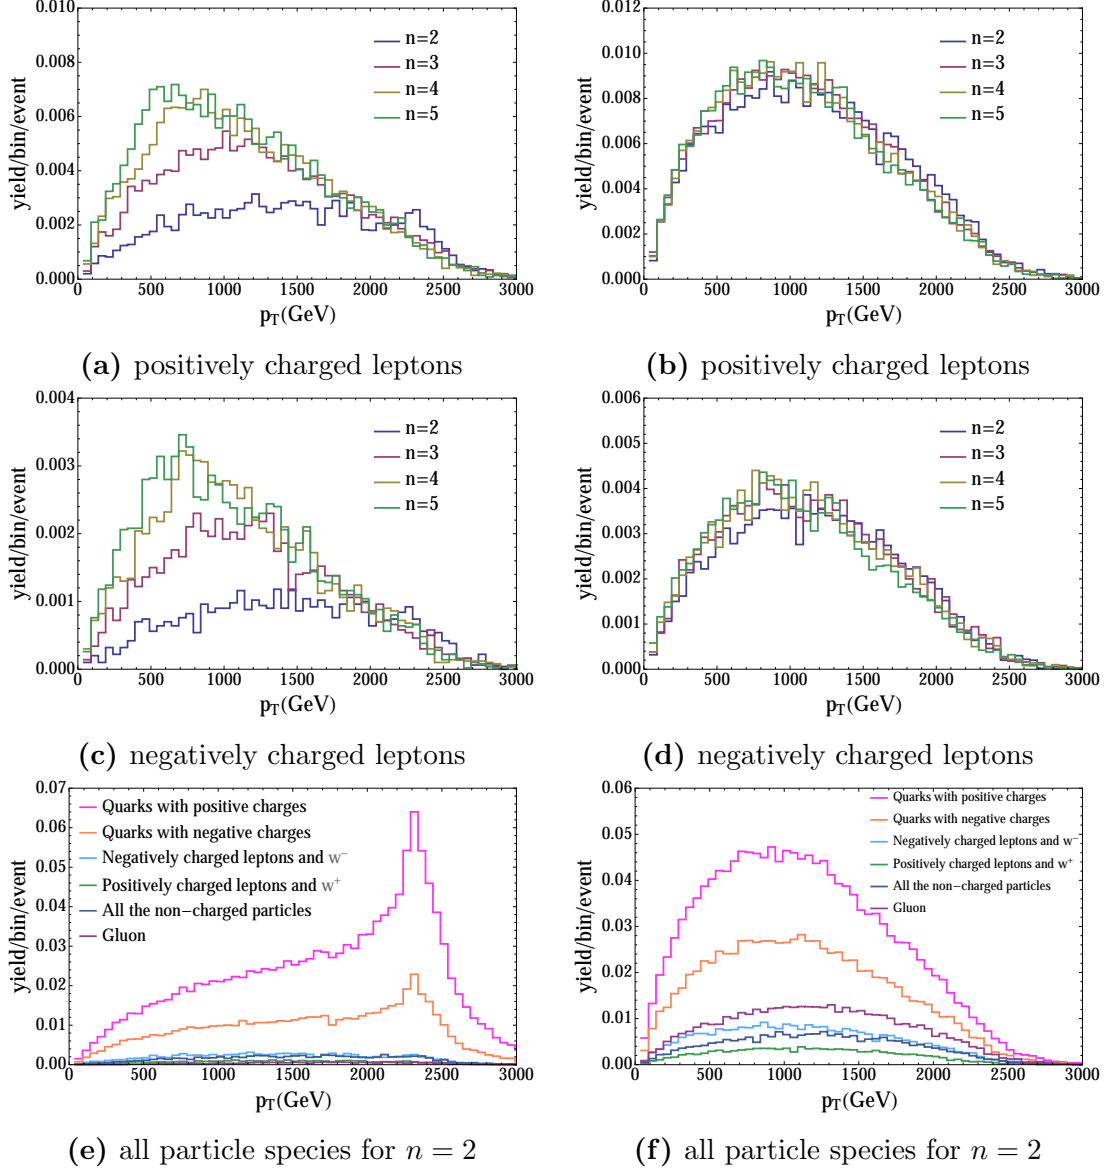 0.010
0.008
0.006
0.004
0.002
0.000
yield/bin/event
n=2
n=3
n=4
n=5
0 500 1000 1500 2000 2500 3000
pT(GeV)
(a) positively charged leptons
0.012
0.010
0.008
0.006
0.004
0.002
0.000
yield/bin/event
n=2
n=3
n=4
n=5
0 500 1000 1500 2000 2500 3000
pT(GeV)
(b) positively charged leptons
0.004
0.003
0.002
0.001
0.000
yield/bin/event
n=2
n=3
n=4
n=5
0 500 1000 1500 2000 2500 3000
pT(GeV)
(c) negatively charged leptons
0.006
0.005
0.004
0.003
0.002
0.001
0.000
yield/bin/event
n=2
n=3
n=4
n=5
0 500 1000 1500 2000 2500 3000
pT(GeV)
(d) negatively charged leptons
0.07
0.06
0.05
0.04
0.03
0.02
0.01
0.00
yield/bin/event
Quarks with positive charges
Quarks with negative charges
Negatively charged leptons and w⁻
Positively charged leptons and w⁺
All the non−charged particles
Gluon
0 500 1000 1500 2000 2500 3000
pT(GeV)
(e) all particle species for n = 2
0.06
0.05
0.04
0.03
0.02
0.01
0.00
yield/bin/event
Quarks with positive charges
Quarks with negative charges
Negatively charged leptons and w⁻
Positively charged leptons and w⁺
All the non−charged particles
Gluon
0 500 1000 1500 2000 2500 3000
pT(GeV)
(f) all particle species for n = 2